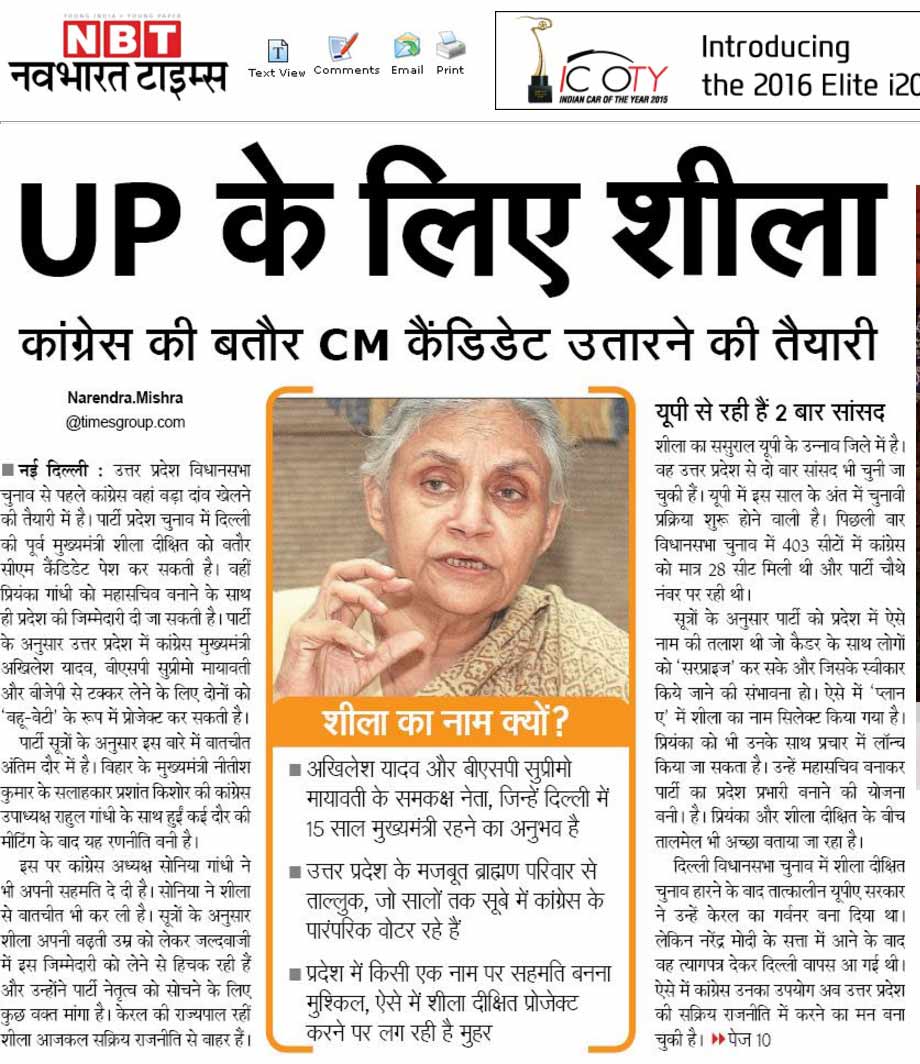 YOUNG INDIA YOUNG PAPER
NBT
नवभारत टाइम्स
Text View Comments Email Print
ICOTY
INDIAN CAR OF THE YEAR 2015
Introducing
the 2016 Elite i20
UP के लिए शीला
कांग्रेस की बतौर CM कैंडिडेट उतारने की तैयारी
Narendra.Mishra
@timesgroup.com
■ नई दिल्ली : उत्तर प्रदेश विधानसभा
चुनाव से पहले कांग्रेस वहां बड़ा दांव खेलने
की तैयारी में है। पार्टी प्रदेश चुनाव में दिल्ली
की पूर्व मुख्यमंत्री शीला दीक्षित को बतौर
सीएम कैंडिडेट पेश कर सकती है। वहीं
प्रियंका गांधी को महासचिव बनाने के साथ
ही प्रदेश की जिम्मेदारी दी जा सकती है। पार्टी
के अनुसार उत्तर प्रदेश में कांग्रेस मुख्यमंत्री
अखिलेश यादव, बीएसपी सुप्रीमो मायावती
और बीजेपी से टक्कर लेने के लिए दोनों को
'बहू-बेटी' के रूप में प्रोजेक्ट कर सकती है।
पार्टी सूत्रों के अनुसार इस बारे में बातचीत
अंतिम दौर में है। बिहार के मुख्यमंत्री नीतीश
कुमार के सलाहकार प्रशांत किशोर की कांग्रेस
उपाध्यक्ष राहुल गांधी के साथ हुईं कई दौर की
मीटिंग के बाद यह रणनीति बनी है।
इस पर कांग्रेस अध्यक्ष सोनिया गांधी ने
भी अपनी सहमति दे दी है। सोनिया ने शीला
से बातचीत भी कर ली है। सूत्रों के अनुसार
शीला अपनी बढ़ती उम्र को लेकर जल्दबाजी
में इस जिम्मेदारी को लेने से हिचक रही हैं
और उन्होंने पार्टी नेतृत्व को सोचने के लिए
कुछ वक्त मांगा है। केरल की राज्यपाल रहीं
शीला आजकल सक्रिय राजनीति से बाहर हैं।
शीला का नाम क्यों?
■ अखिलेश यादव और बीएसपी सुप्रीमो
मायावती के समकक्ष नेता, जिन्हें दिल्ली में
15 साल मुख्यमंत्री रहने का अनुभव है
■ उत्तर प्रदेश के मजबूत ब्राह्मण परिवार से
ताल्लुक, जो सालों तक सूबे में कांग्रेस के
पारंपरिक वोटर रहे हैं
■ प्रदेश में किसी एक नाम पर सहमति बनना
मुश्किल, ऐसे में शीला दीक्षित प्रोजेक्ट
करने पर लग रही है मुहर
यूपी से रही हैं 2 बार सांसद
शीला का ससुराल यूपी के उन्नाव जिले में है।
वह उत्तर प्रदेश से दो बार सांसद भी चुनी जा
चुकी हैं। यूपी में इस साल के अंत में चुनावी
प्रक्रिया शुरू होने वाली है। पिछली बार
विधानसभा चुनाव में 403 सीटों में कांग्रेस
को मात्र 28 सीट मिली थी और पार्टी चौथे
नंबर पर रही थी।
सूत्रों के अनुसार पार्टी को प्रदेश में ऐसे
नाम की तलाश थी जो कैडर के साथ लोगों
को 'सरप्राइज' कर सके और जिसके स्वीकार
किये जाने की संभावना हो। ऐसे में 'प्लान
ए' में शीला का नाम सिलेक्ट किया गया है।
प्रियंका को भी उनके साथ प्रचार में लॉन्च
किया जा सकता है। उन्हें महासचिव बनाकर
पार्टी का प्रदेश प्रभारी बनाने की योजना
बनी। है। प्रियंका और शीला दीक्षित के बीच
तालमेल भी अच्छा बताया जा रहा है।
दिल्ली विधानसभा चुनाव में शीला दीक्षित
चुनाव हारने के बाद तात्कालीन यूपीए सरकार
ने उन्हें केरल का गर्वनर बना दिया था।
लेकिन नरेंद्र मोदी के सत्ता में आने के बाद
वह त्यागपत्र देकर दिल्ली वापस आ गई थी।
ऐसे में कांग्रेस उनका उपयोग अब उत्तर प्रदेश
की सक्रिय राजनीति में करने का मन बना
चुकी है। पेज 10